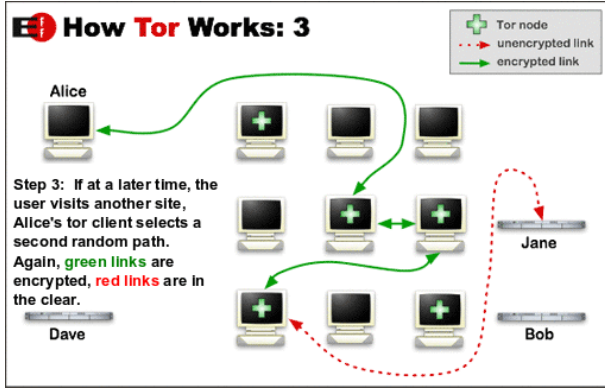 EFF How Tor Works: 3
Tor node
unencrypted link
encrypted link
Alice
Step 3: If at a later time, the
user visits another site,
Alice's tor client selects a
second random path.
Again, green links are
encrypted, red links are in
the clear.
Jane
Dave
Bob